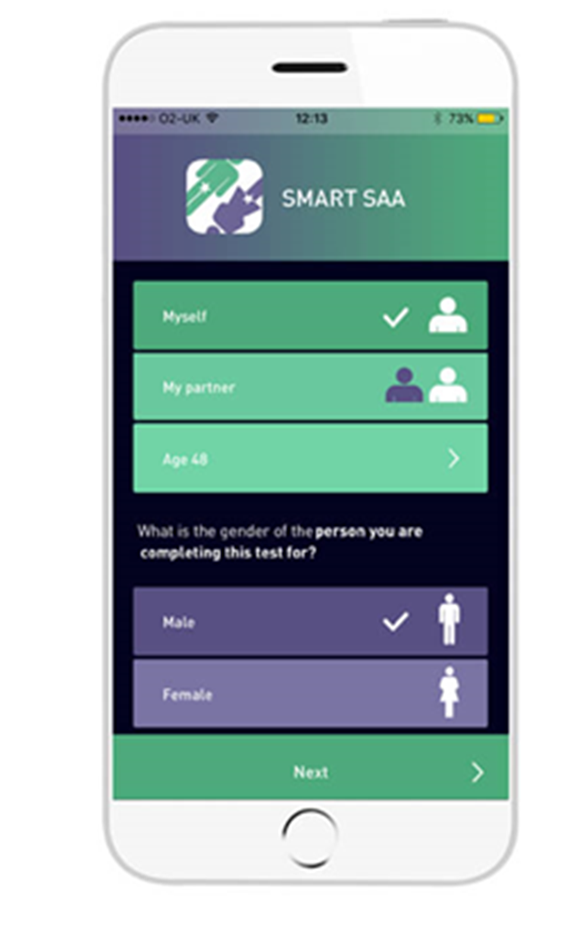 O2-UK 12:13 73%
SMART SAA
Myself
My partner
Age 48
What is the gender of the person you are
completing this test for?
Male
Female
Next